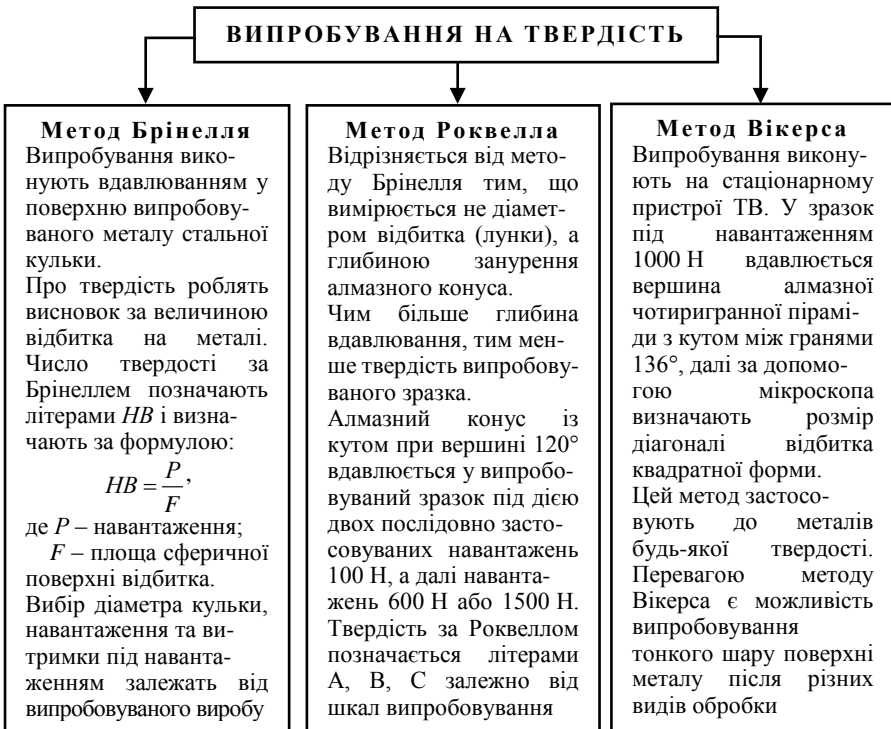 ВИПРОБУВАННЯ НА ТВЕРДІСТЬ
Метод Брінелля
Випробування вико-
нують вдавлюванням у
поверхню випробову-
ваного металу стальної
кульки.
Про твердість роблять
висновок за величиною
відбитка на металі.
Число твердості за
Брінеллем позначають
літерами HB і визна-
чають за формулою:
HB = P/F,
де P – навантаження;
F – площа сферичної
поверхні відбитка.
Вибір діаметра кульки,
навантаження та ви-
тримки під наванта-
женням залежать від
випробовуваного виробу
Метод Роквелла
Відрізняється від мето-
ду Брінелля тим, що
вимірюється не діамет-
ром відбитка (лунки), а
глибиною занурення
алмазного конуса.
Чим більше глибина
вдавлювання, тим мен-
ше твердість випробову-
ваного зразка.
Алмазний конус із
кутом при вершині 120°
вдавлюється у випробо-
вуваний зразок під дією
двох послідовно засто-
совуваних навантажень
100 Н, а далі наванта-
жень 600 Н або 1500 Н.
Твердість за Роквеллом
позначається літерами
А, В, С залежно від
шкал випробовування
Метод Вікерса
Випробування викону-
ють на стаціонарному
пристрої ТВ. У зразок
під навантаженням
1000 Н вдавлюється
вершина алмазної
чотиригранної пірамі-
ди з кутом між гранями
136°, далі за допомо-
гою мікроскопа
визначають розмір
діагоналі відбитка
квадратної форми.
Цей метод застосо-
вують до металів
будь-якої твердості.
Перевагою методу
Вікерса є можливість
випробовування
тонкого шару поверхні
металу після різних
видів обробки